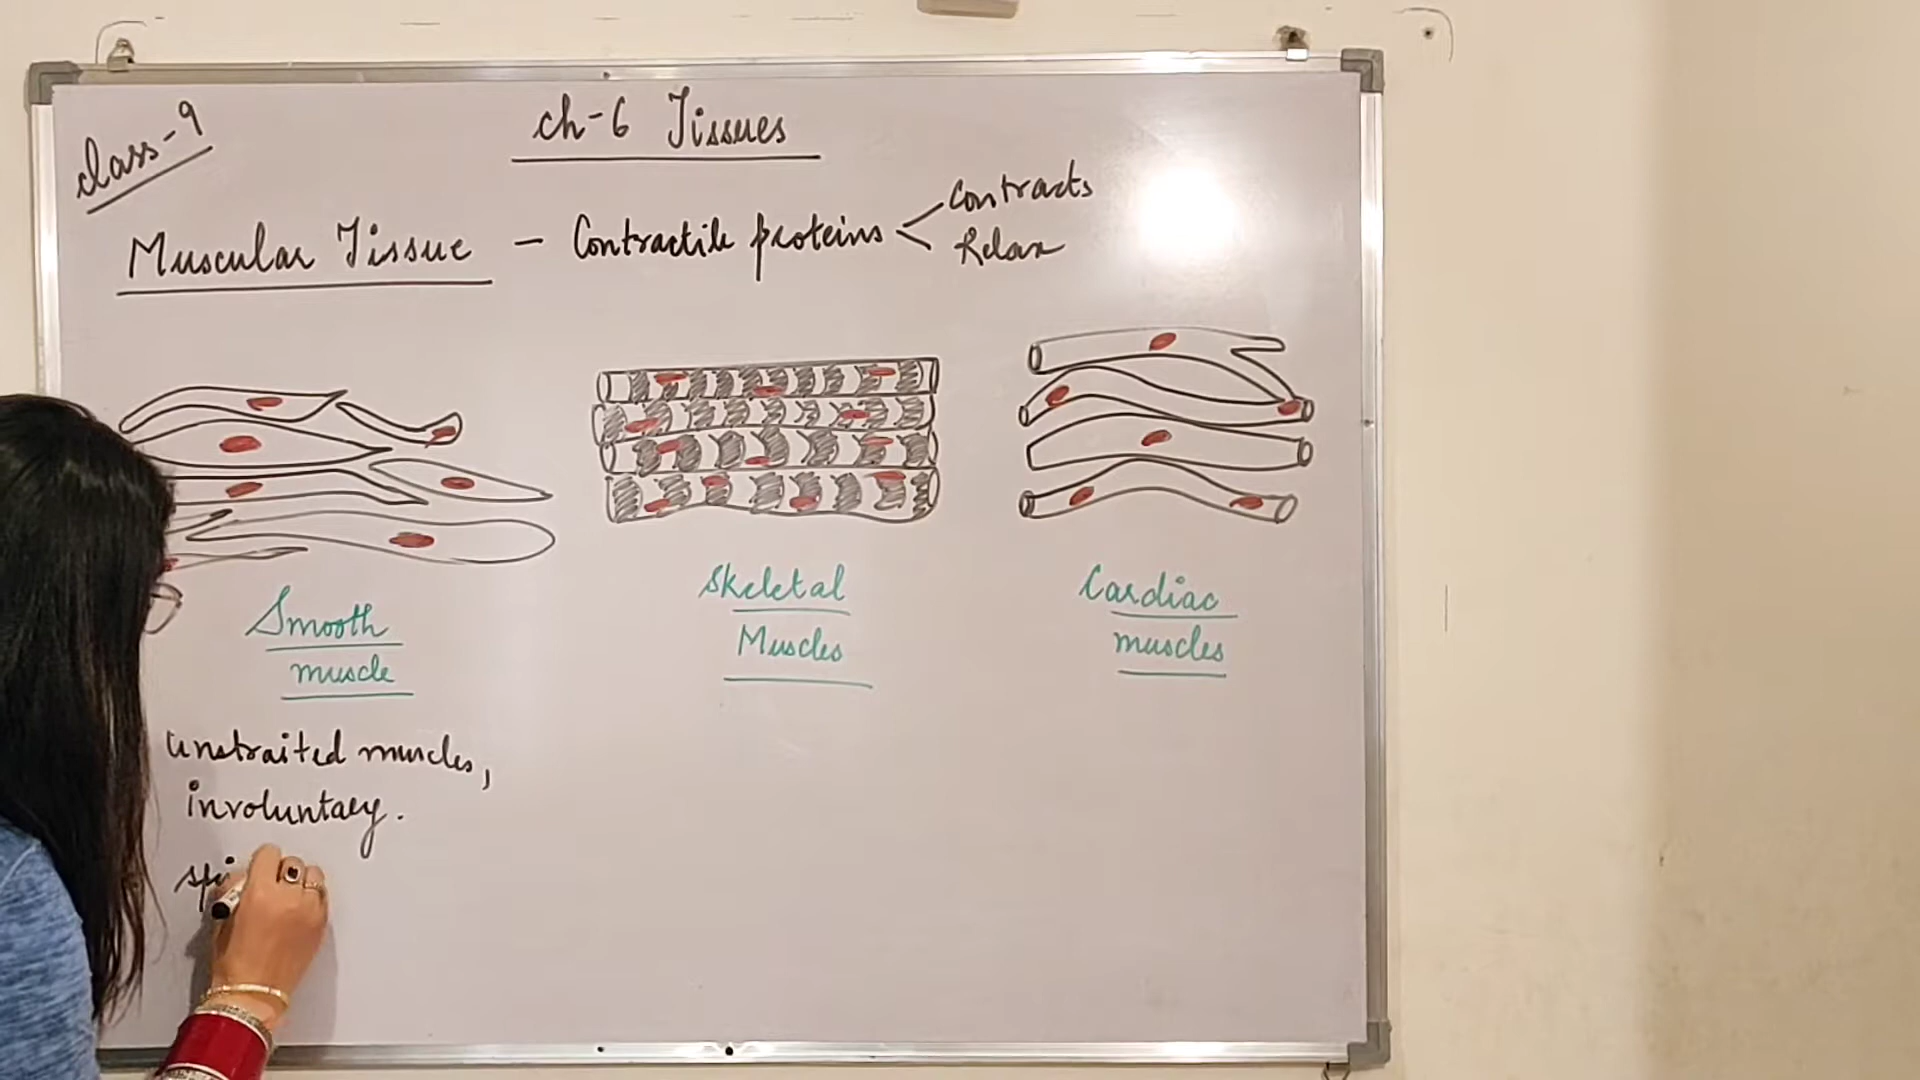 class-9
ch-6 Tissues
Muscular Tissue - Contractile proteins
Contracts
Relax
Smooth
muscle
Skeletal
Muscles
Cardiac
muscles
Unstraited muscles,
involuntary.
spi